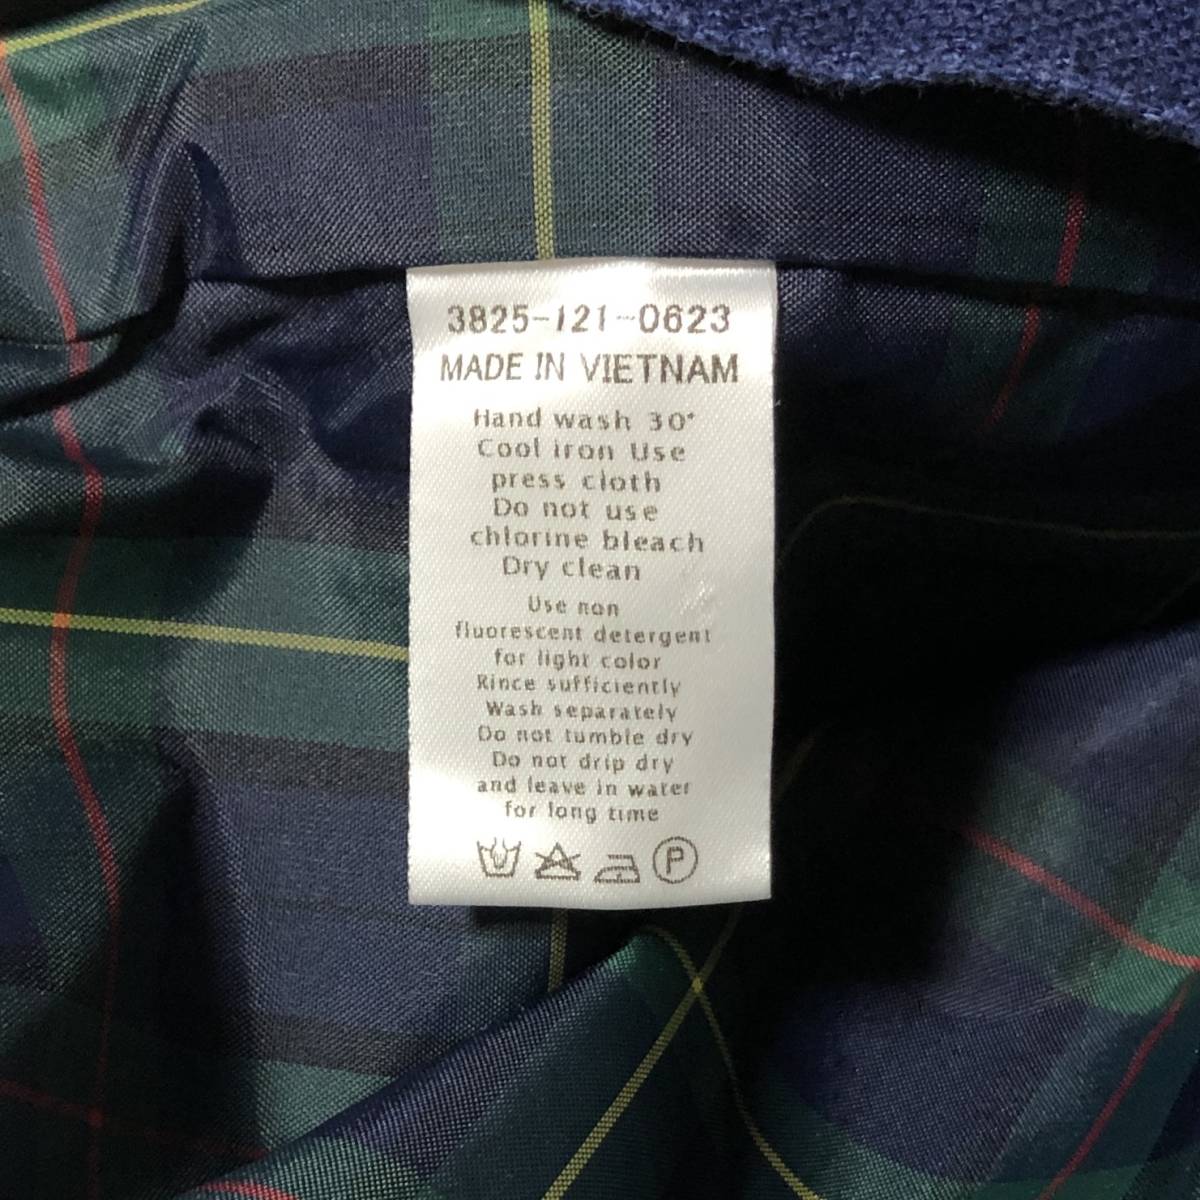 3825-121-0623
MADE IN VIETNAM
Hand wash 30°
Cool iron Use
press cloth
Do not use
chlorine bleach
Dry clean
Use non
fluorescent detergent
for light color
Rince sufficiently
Wash separately
Do not tumble dry
Do not drip dry
and leave in water
for long time
P